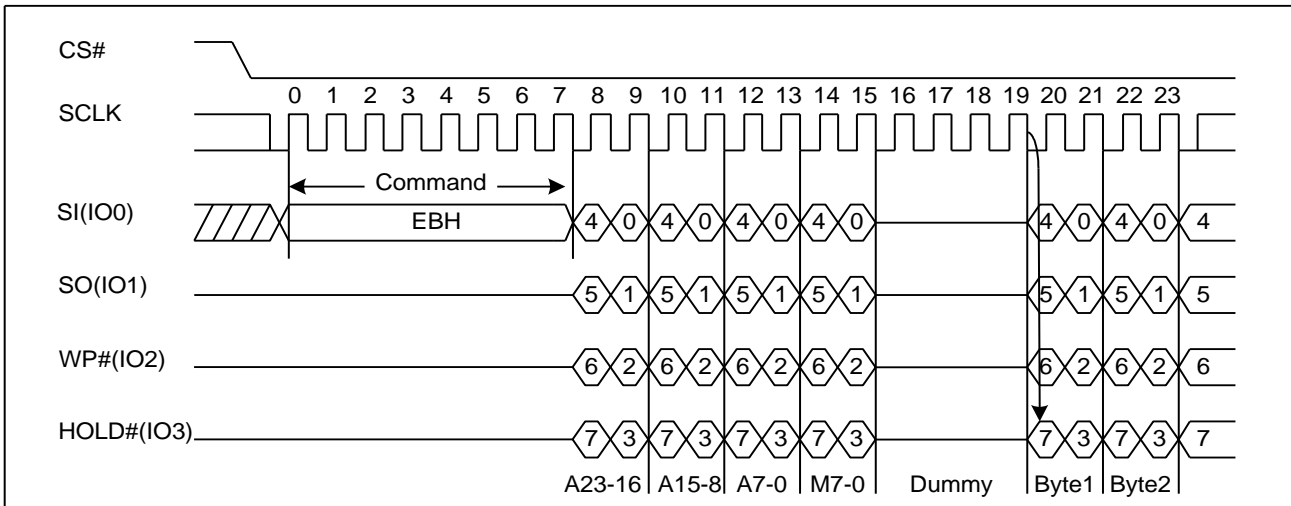 CS#
0 1 2 3 4 5 6 7 8 9 10 11 12 13 14 15 16 17 18 19 20 21 22 23
SCLK
Command
SI(IO0) EBH 4 0 4 0 4 0 4 0 4 0 4 0 4
SO(IO1) 5 1 5 1 5 1 5 1 5 1 5 1 5
WP#(IO2) 6 2 6 2 6 2 6 2 6 2 6 2 6
HOLD#(IO3) 7 3 7 3 7 3 7 3 7 3 7 3 7
A23-16 A15-8 A7-0 M7-0 Dummy Byte1 Byte2